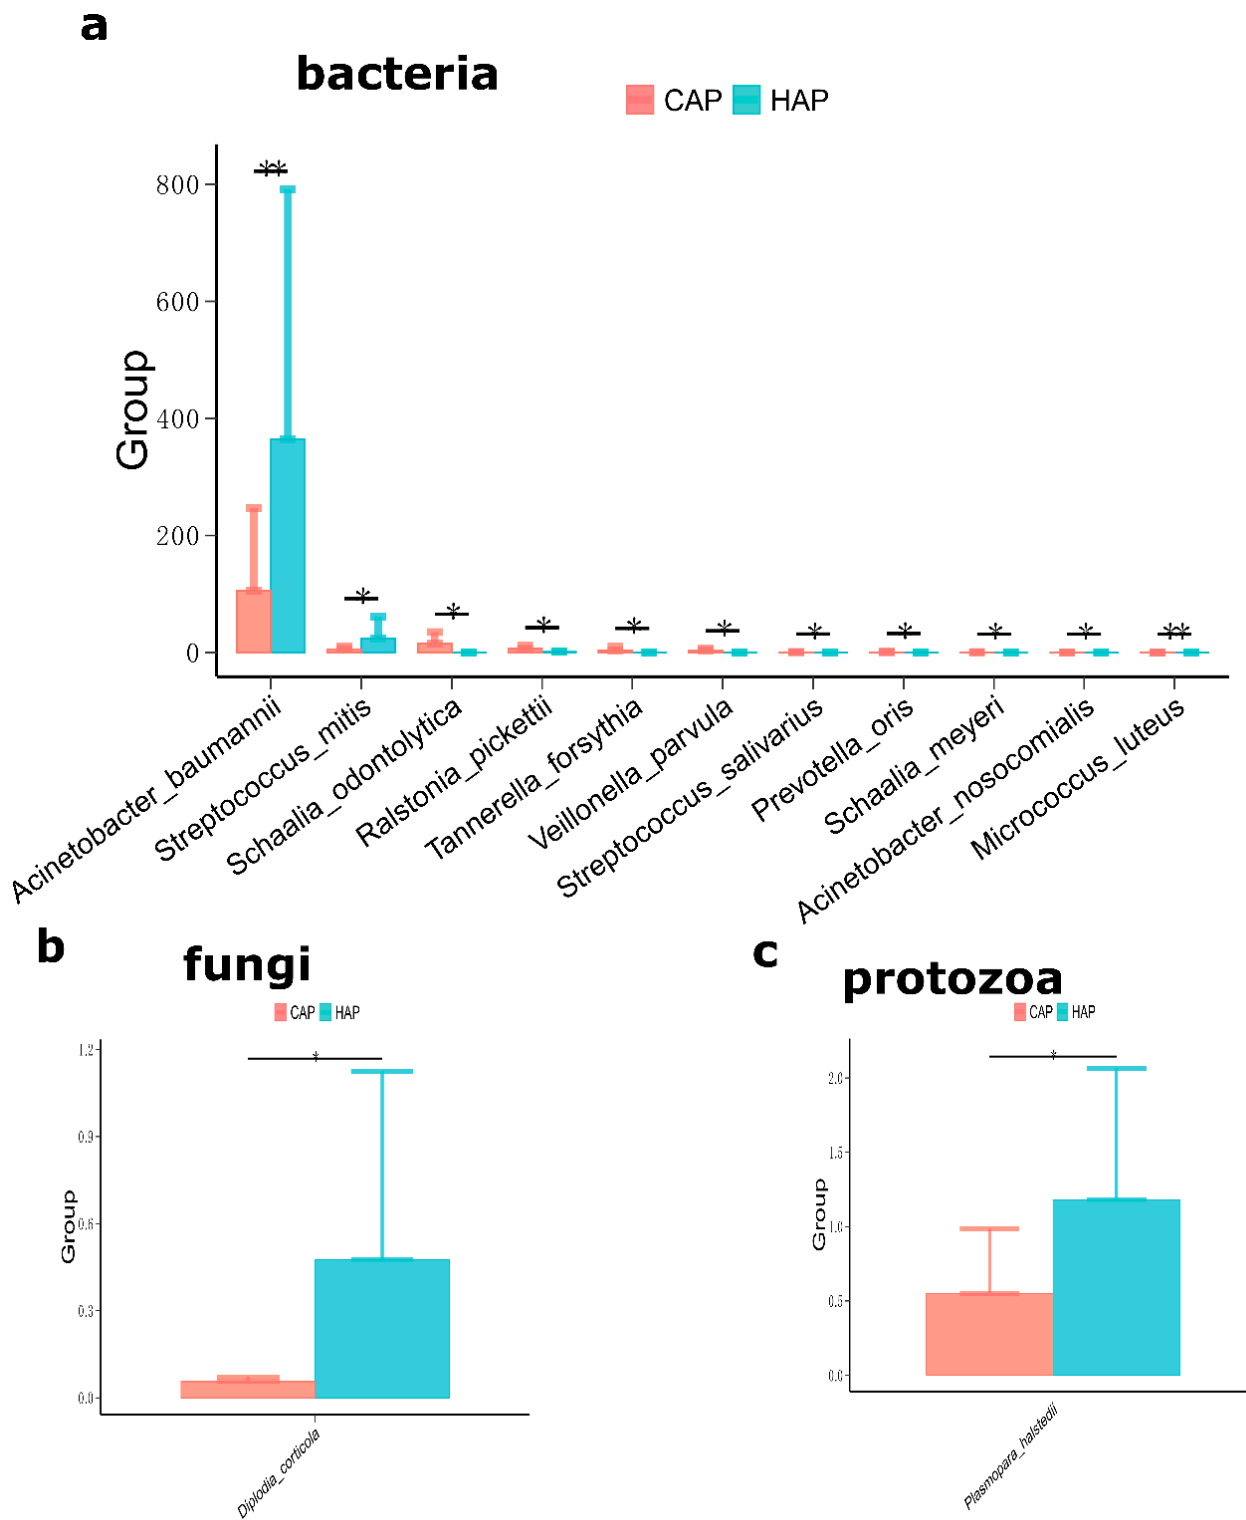 a
bacteria
CAP HAP
**
800
600
400
200
0
Group
* * * * * * * * * **
Acinetobacter_baumannii
Streptococcus_mitis
Schaalia_odontolytica
Ralstonia_pickettii
Tannerella_forsythia
Veillonella_parvula
Streptococcus_salivarius
Prevotella_oris
Schaalia_meyeri
Acinetobacter_nosocomialis
Micrococcus_luteus
b
fungi
CAP HAP
*
1.2
0.9
0.6
0.3
0.0
Group
Diplodia_corticola
c
protozoa
CAP HAP
*
2.0
1.5
1.0
0.5
0.0
Group
Plasmopara_halstedii